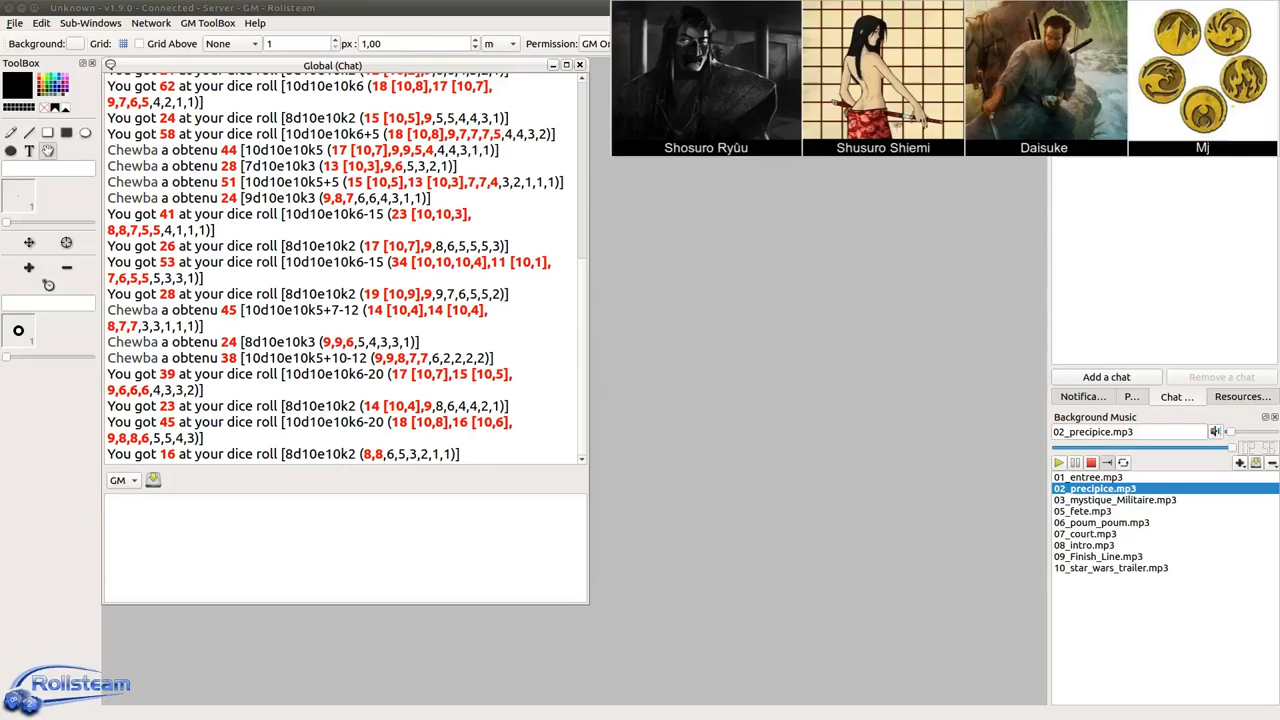 Unknown - v1.9.0 - Connected - Server - GM - Rolisteam
File Edit Sub-Windows Network GM ToolBox Help
Background: Grid: Grid Above None 1 px : 1,00 m Permission: GM On
ToolBox
Global (Chat)
You got 62 at your dice roll [10d10e10k6 (18 [10,8],17 [10,7],
9,7,6,5,4,2,1,1)]
You got 24 at your dice roll [8d10e10k2 (15 [10,5],9,5,5,4,4,3,1)]
You got 58 at your dice roll [10d10e10k6+5 (18 [10,8],9,7,7,7,5,4,4,3,2)]
Chewba a obtenu 44 [10d10e10k5 (17 [10,7],9,9,5,4,4,4,3,1,1)]
Chewba a obtenu 28 [7d10e10k3 (13 [10,3],9,6,5,3,2,1)]
Chewba a obtenu 51 [10d10e10k5+5 (15 [10,5],13 [10,3],7,7,4,3,2,1,1,1)]
Chewba a obtenu 24 [9d10e10k3 (9,8,7,6,6,4,3,1,1)]
You got 41 at your dice roll [10d10e10k6-15 (23 [10,10,3],
8,8,7,5,5,4,1,1,1)]
You got 26 at your dice roll [8d10e10k2 (17 [10,7],9,8,6,5,5,5,3)]
You got 53 at your dice roll [10d10e10k6-15 (34 [10,10,10,4],11 [10,1],
7,6,5,5,5,3,3,1)]
You got 28 at your dice roll [8d10e10k2 (19 [10,9],9,9,7,6,5,5,2)]
Chewba a obtenu 45 [10d10e10k5+7-12 (14 [10,4],14 [10,4],
8,7,7,3,3,1,1,1)]
Chewba a obtenu 24 [8d10e10k3 (9,9,6,5,4,3,3,1)]
Chewba a obtenu 38 [10d10e10k5+10-12 (9,9,8,7,7,6,2,2,2,2)]
You got 39 at your dice roll [10d10e10k6-20 (17 [10,7],15 [10,5],
9,6,6,6,4,3,3,2)]
You got 23 at your dice roll [8d10e10k2 (14 [10,4],9,8,6,4,4,2,1)]
You got 45 at your dice roll [10d10e10k6-20 (18 [10,8],16 [10,6],
9,8,8,6,5,5,4,3)]
You got 16 at your dice roll [8d10e10k2 (8,8,6,5,3,2,1,1)]
GM
1
1
Shosuro Ryûu
Shusuro Shiemi
Daisuke
Mj
Add a chat Remove a chat
Notifica... P... Chat ... Resources...
Background Music
02_precipice.mp3
01_entree.mp3
02_precipice.mp3
03_mystique_Militaire.mp3
05_fete.mp3
06_poum_poum.mp3
07_court.mp3
08_intro.mp3
09_Finish_Line.mp3
10_star_wars_trailer.mp3
Rolisteam